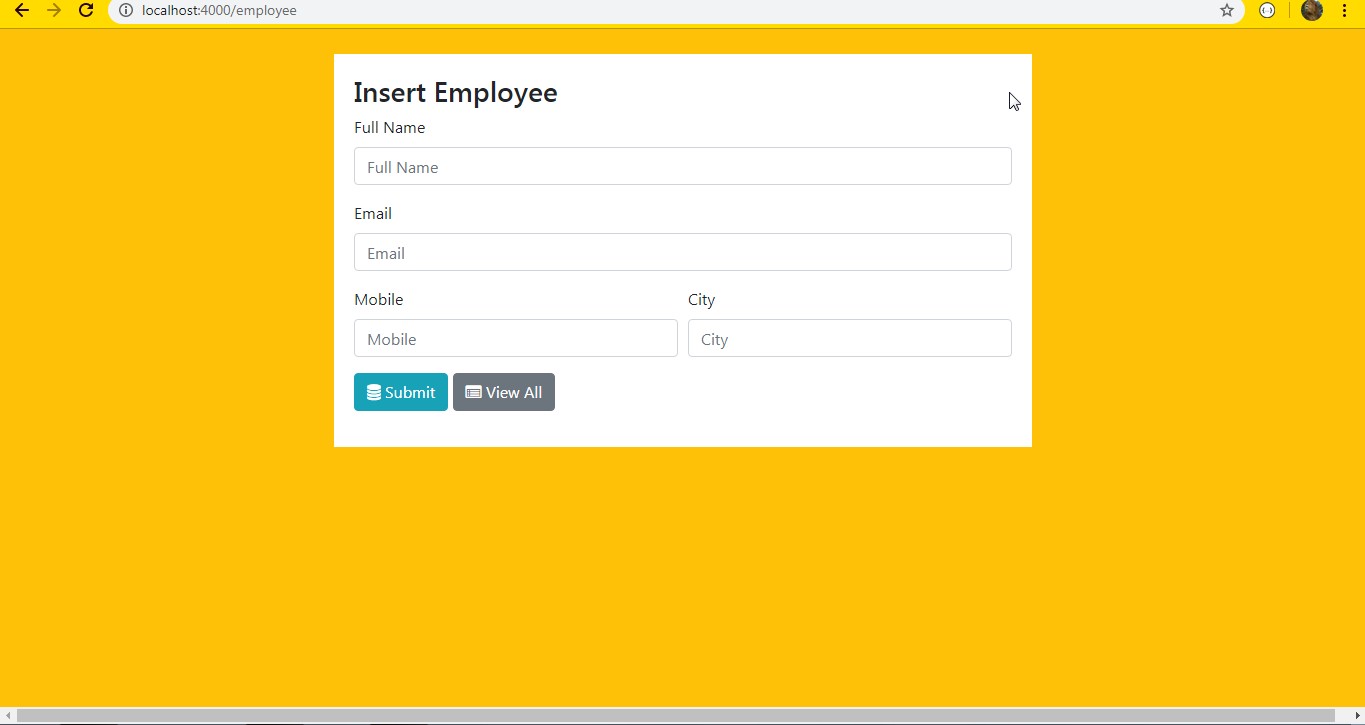 localhost:4000/employee
Insert Employee
Full Name
Full Name
Email
Email
Mobile City
Mobile City
Submit View All